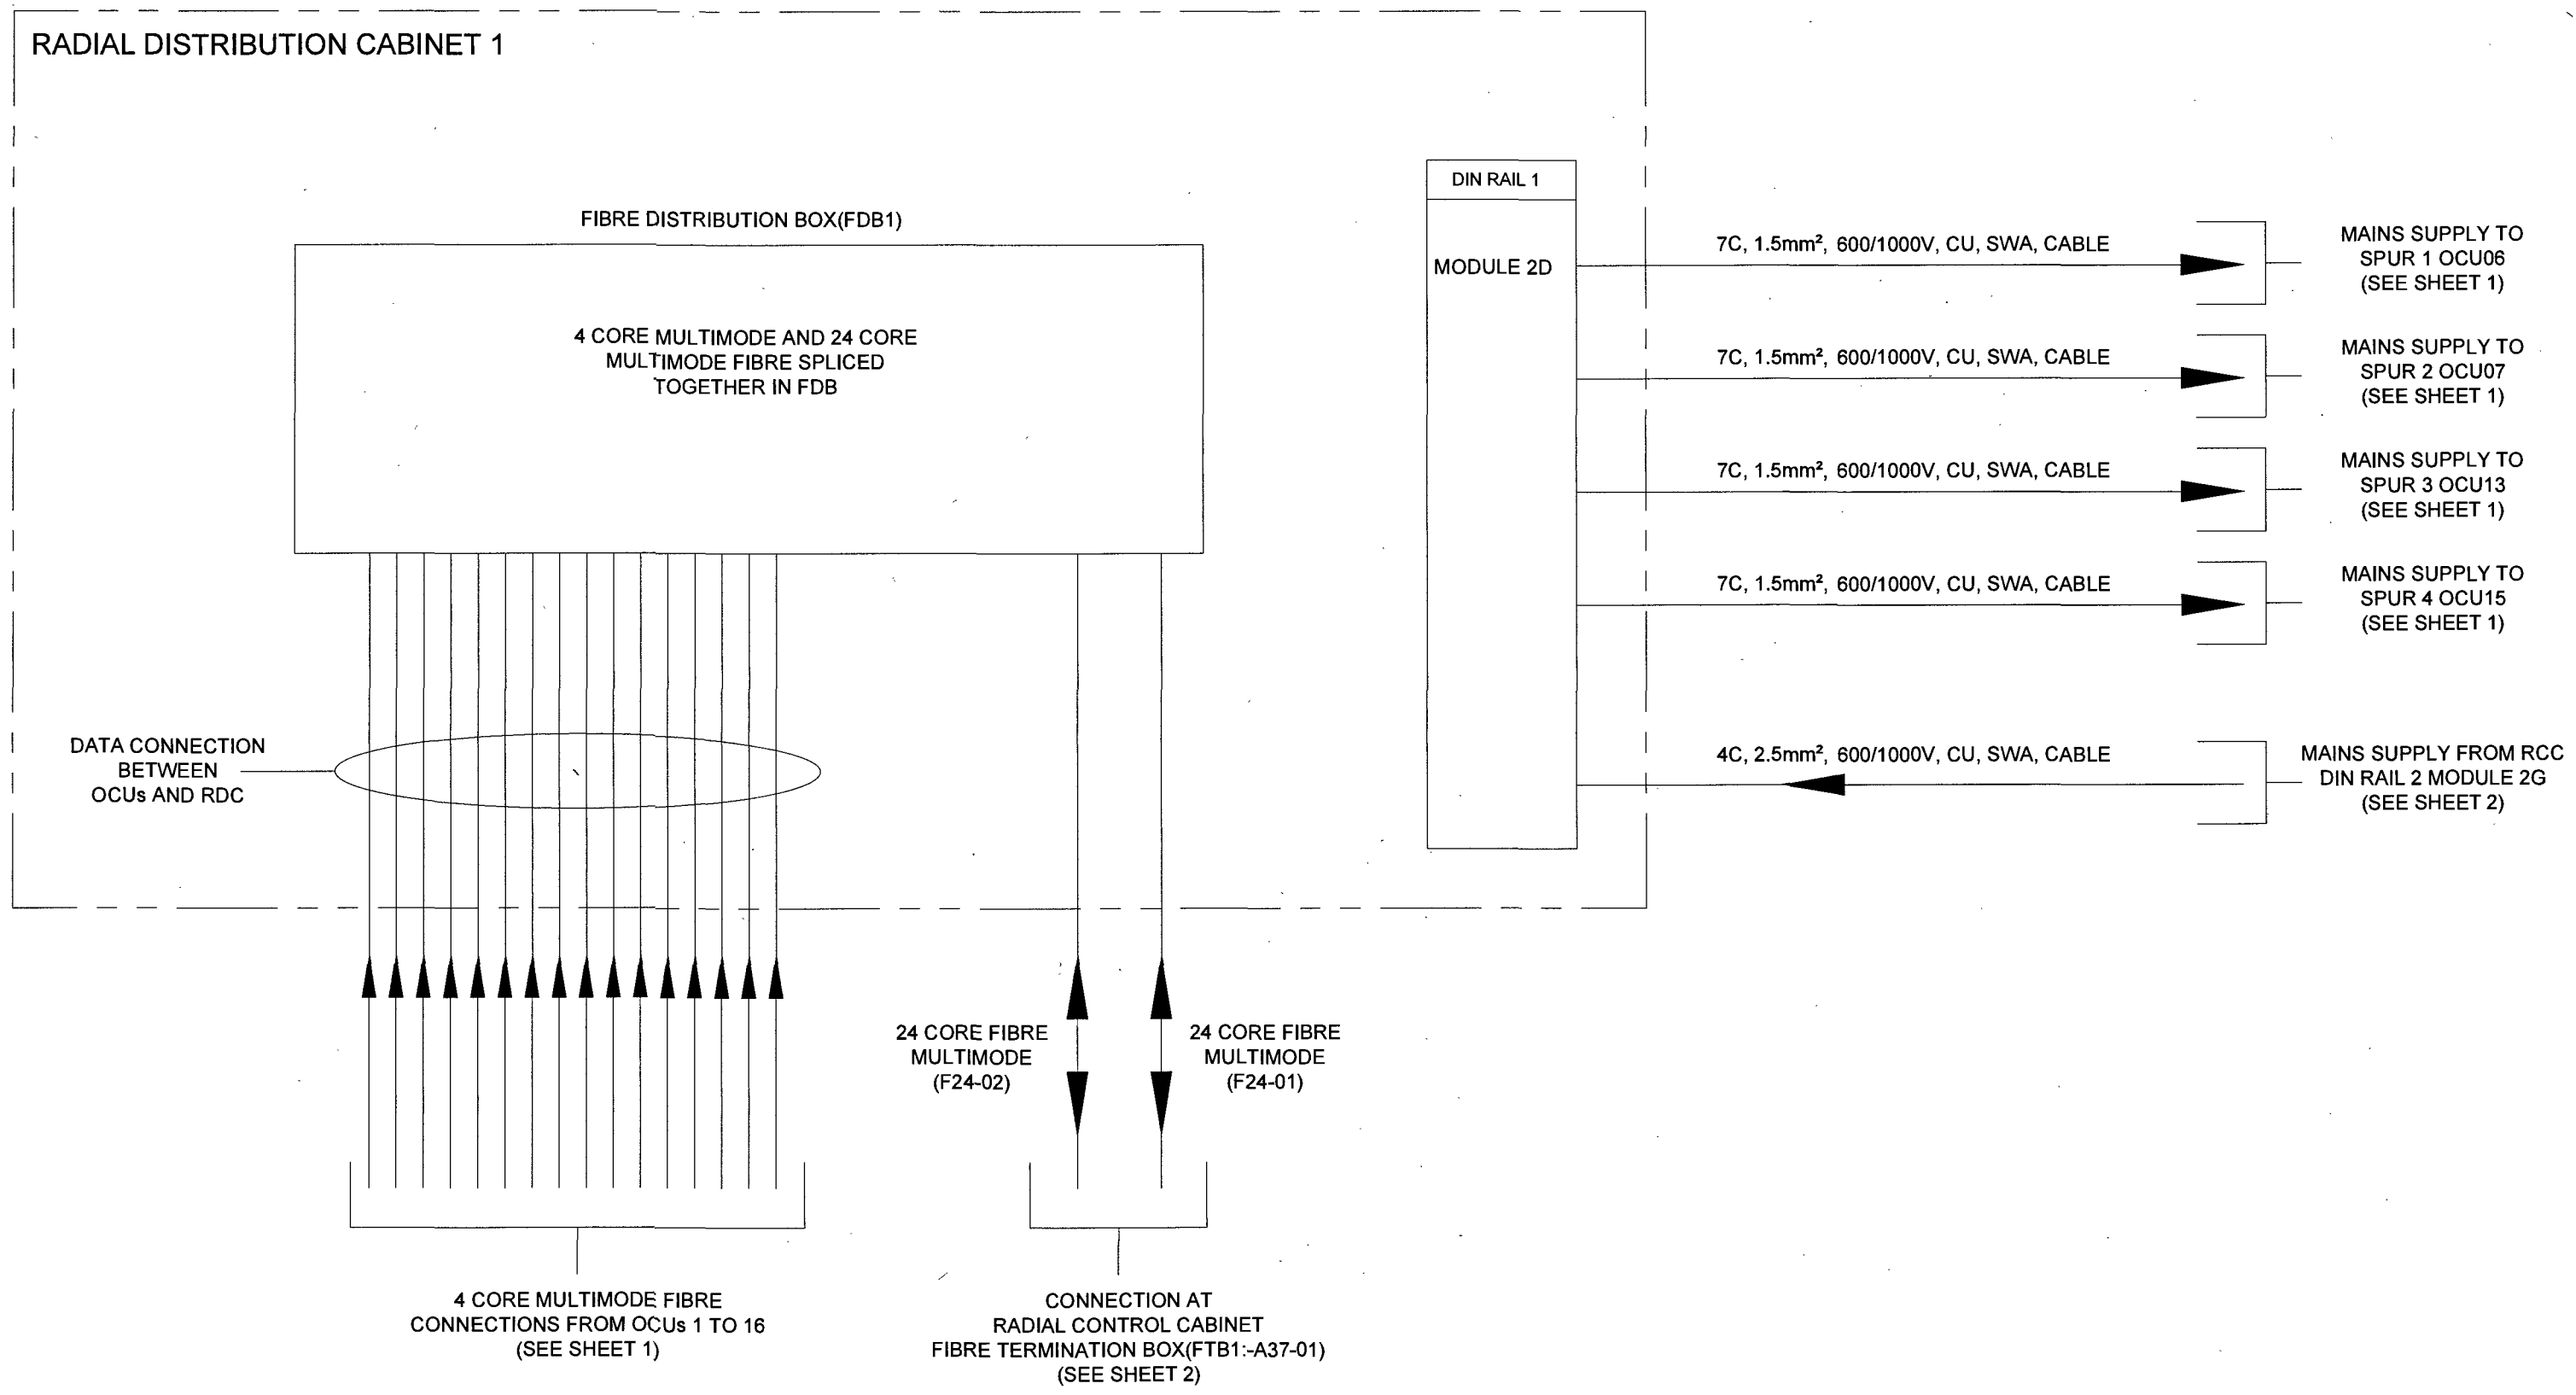 RADIAL DISTRIBUTION CABINET 1
FIBRE DISTRIBUTION BOX(FDB1)
4 CORE MULTIMODE AND 24 CORE
MULTIMODE FIBRE SPLICED
TOGETHER IN FDB
DIN RAIL 1
MODULE 2D
7C, 1.5mm², 600/1000V, CU, SWA, CABLE
MAINS SUPPLY TO
SPUR 1 OCU06
(SEE SHEET 1)
7C, 1.5mm², 600/1000V, CU, SWA, CABLE
MAINS SUPPLY TO
SPUR 2 OCU07
(SEE SHEET 1)
7C, 1.5mm², 600/1000V, CU, SWA, CABLE
MAINS SUPPLY TO
SPUR 3 OCU13
(SEE SHEET 1)
7C, 1.5mm², 600/1000V, CU, SWA, CABLE
MAINS SUPPLY TO
SPUR 4 OCU15
(SEE SHEET 1)
4C, 2.5mm², 600/1000V, CU, SWA, CABLE
MAINS SUPPLY FROM RCC
DIN RAIL 2 MODULE 2G
(SEE SHEET 2)
DATA CONNECTION
BETWEEN
OCUs AND RDC
24 CORE FIBRE
MULTIMODE
(F24-02)
24 CORE FIBRE
MULTIMODE
(F24-01)
4 CORE MULTIMODE FIBRE
CONNECTIONS FROM OCUs 1 TO 16
(SEE SHEET 1)
CONNECTION AT
RADIAL CONTROL CABINET
FIBRE TERMINATION BOX(FTB1:-A37-01)
(SEE SHEET 2)